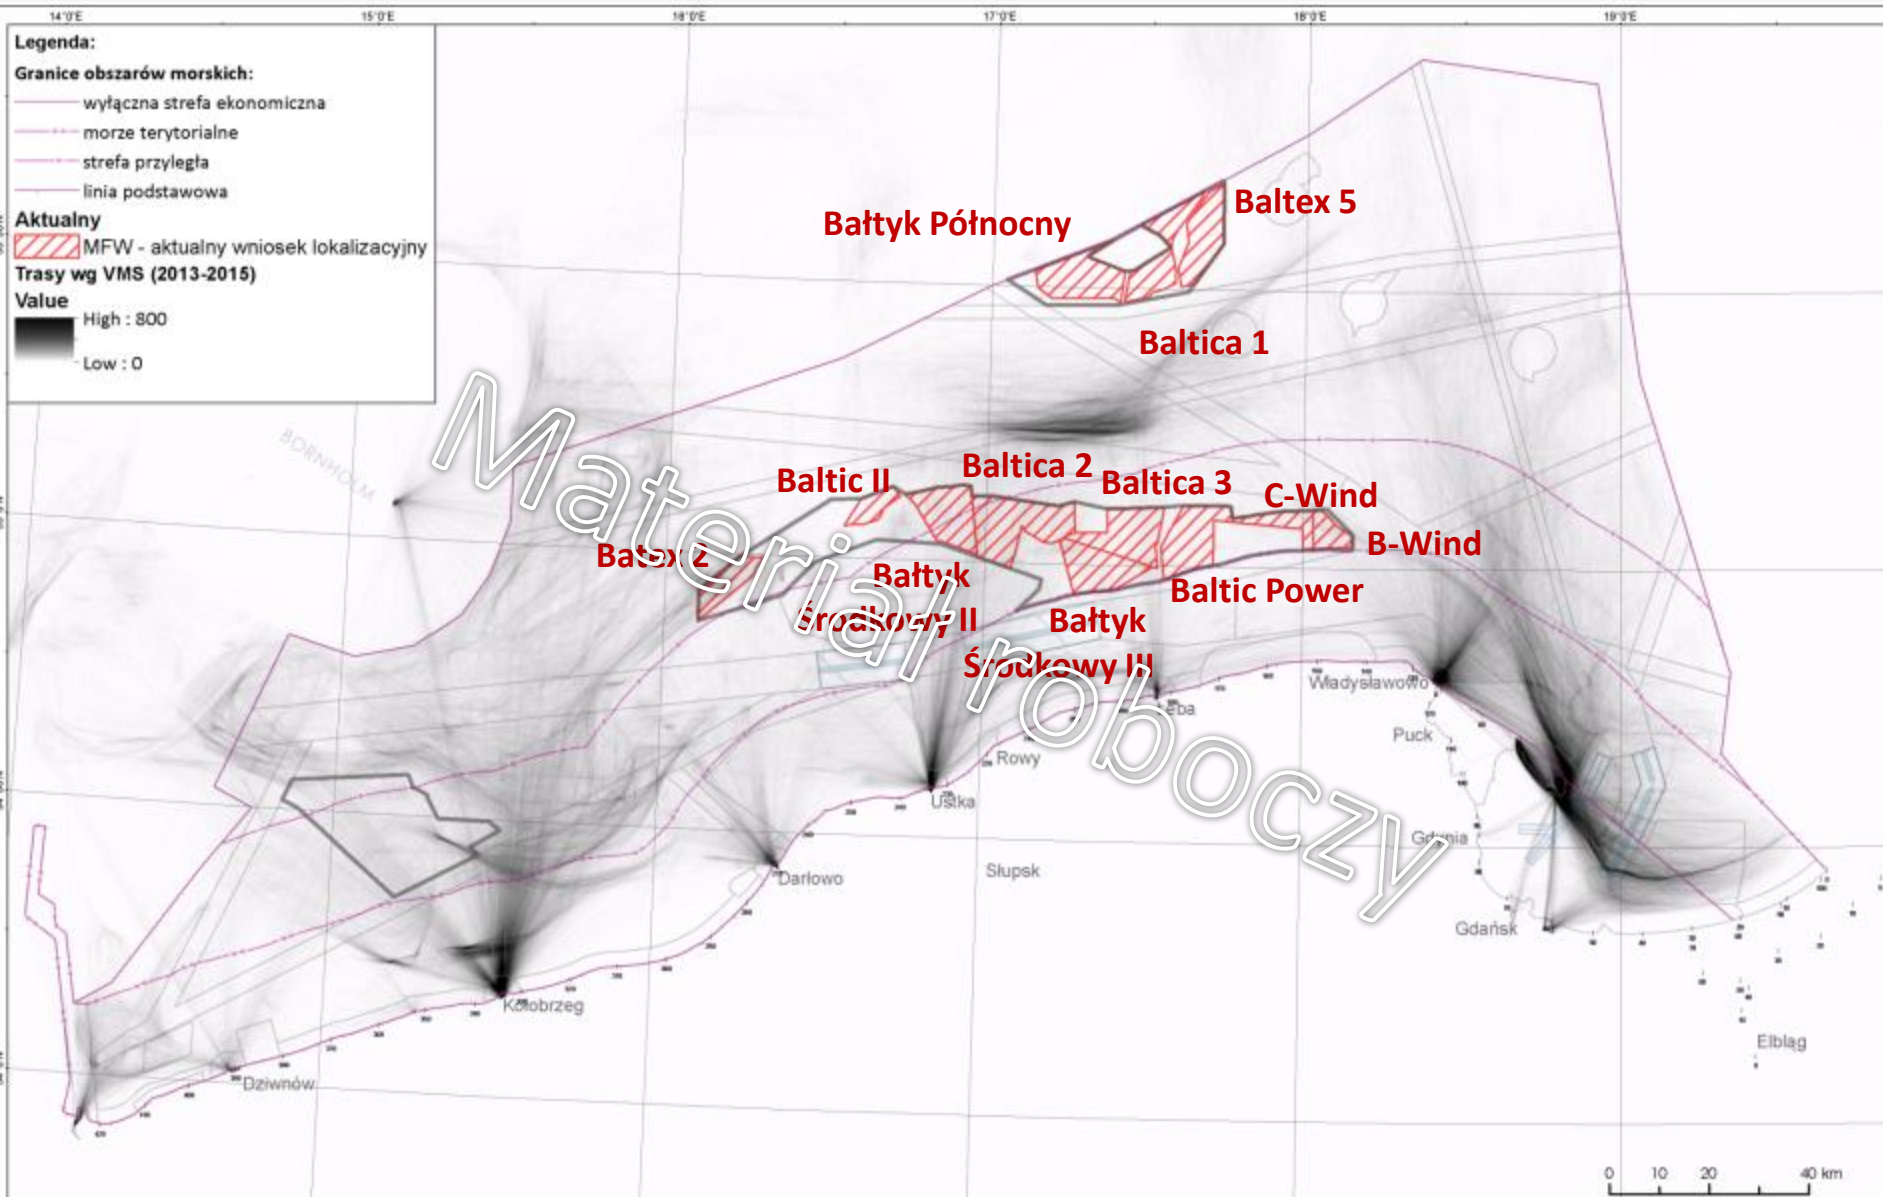 14°0'E 15°0'E 16°0'E 17°0'E 18°0'E 19°0'E
Legenda:
Granice obszarów morskich:
wyłączna strefa ekonomiczna
morze terytorialne
strefa przyległa
linia podstawowa
Aktualny
MFW - aktualny wniosek lokalizacyjny
Trasy wg VMS (2013-2015)
Value
High : 800
Low : 0
Baltex 5
Bałtyk Północny
Baltica 1
BORNHOLM
Baltic II
Baltica 2
Baltica 3
C-Wind
B-Wind
Batex 2
Bałtyk
Środkowy II
Baltic Power
Bałtyk
Środkowy III
Materiał roboczy
Władysławowo
Łeba
Puck
Rowy
Ustka
Gdynia
Słupsk
Darłowo
Gdańsk
Kołobrzeg
Elbląg
Dziwnów
0 10 20 40 km